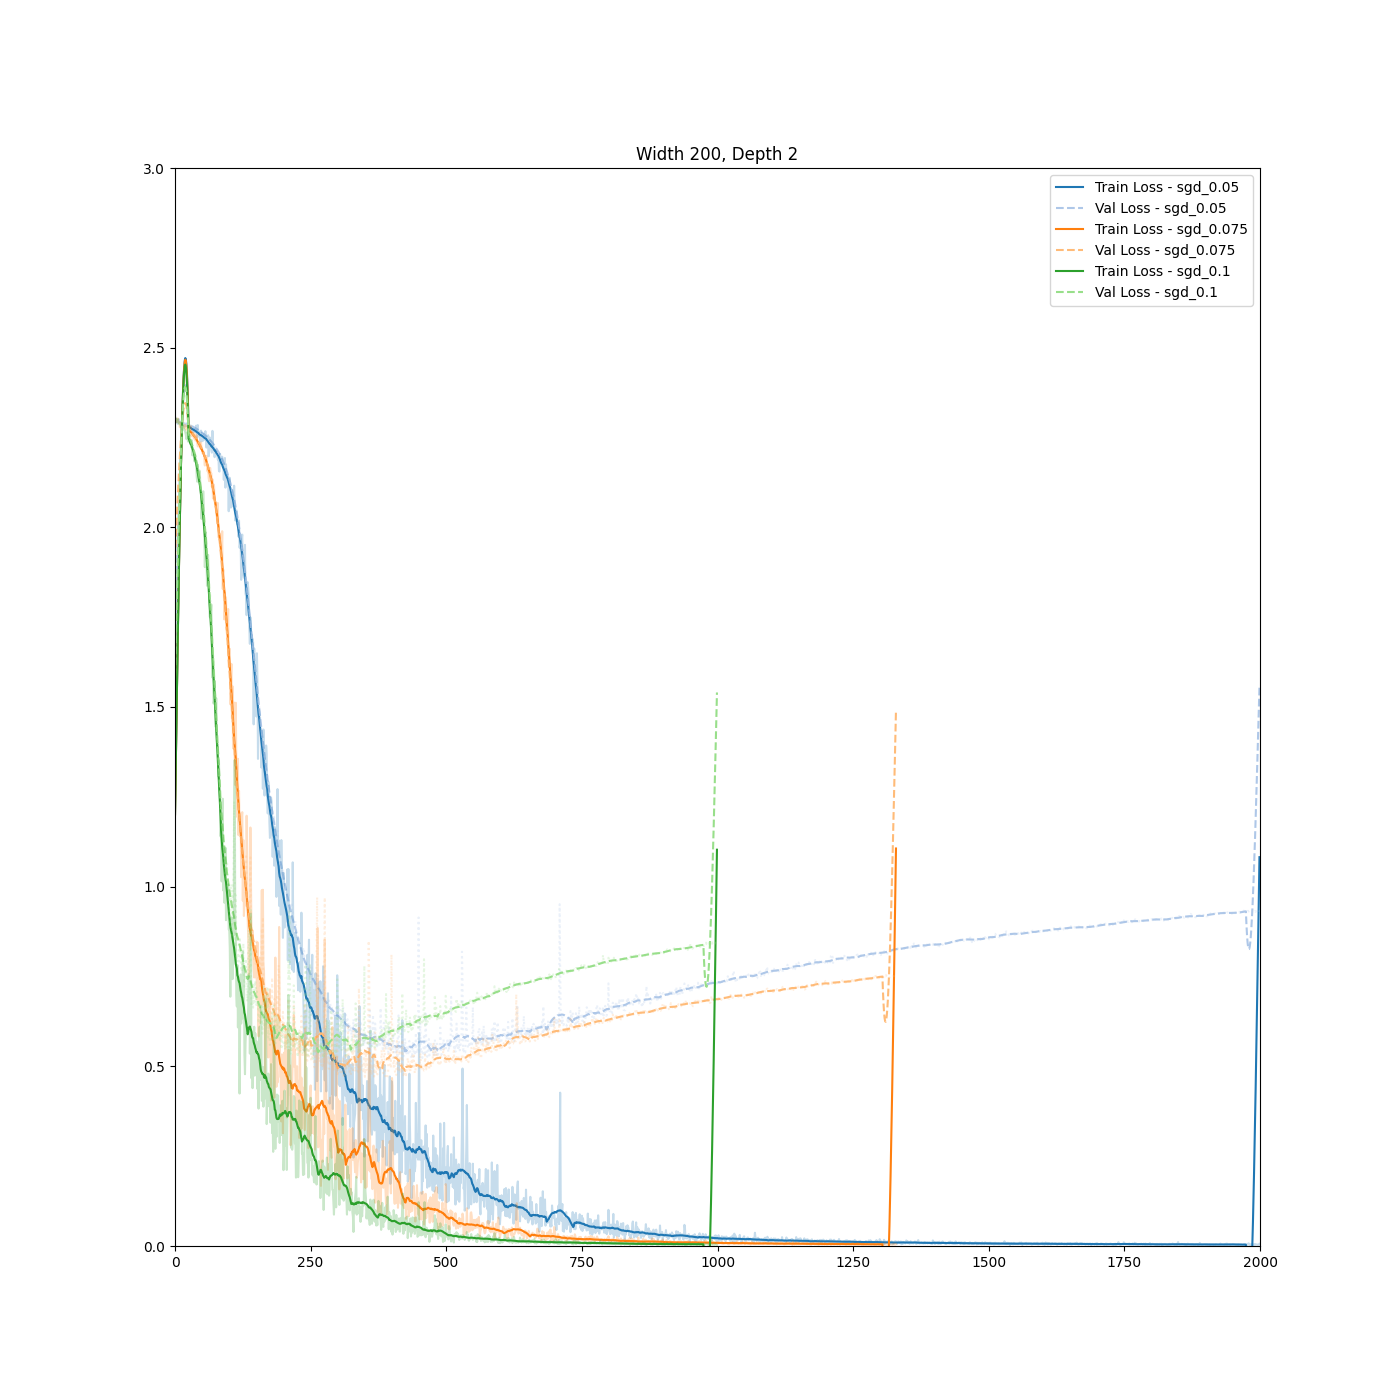 Width 200, Depth 2
3.0
2.5
2.0
1.5
1.0
0.5
0.0
Train Loss - sgd_0.05
Val Loss - sgd_0.05
Train Loss - sgd_0.075
Val Loss - sgd_0.075
Train Loss - sgd_0.1
Val Loss - sgd_0.1
0 250 500 750 1000 1250 1500 1750 2000